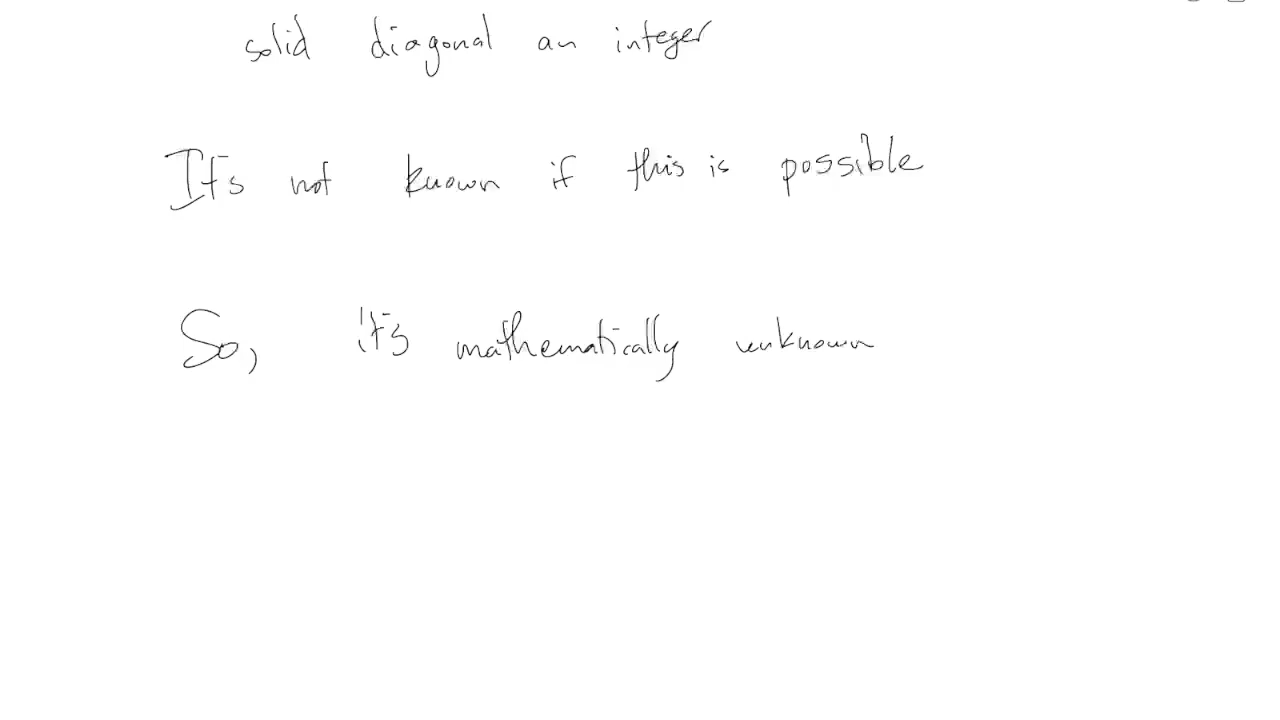 solid diagonal an integer
It's not known if this is possible
So, it's mathematically unknown